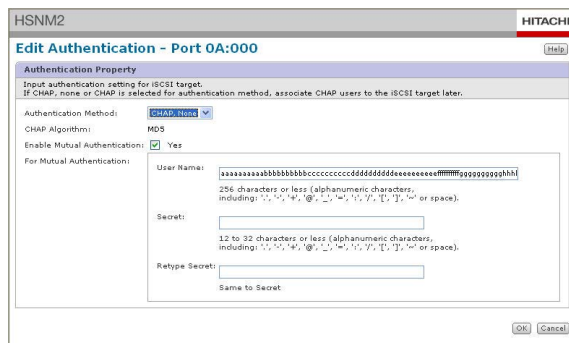 HSNM2
HITACHI
Edit Authentication - Port 0A:000
Help
Authentication Property
Input authentication setting for iSCSI target.
If CHAP, none or CHAP is selected for authentication method, associate CHAP users to the iSCSI target later.
Authentication Method: CHAP, None
CHAP Algorithm: MD5
Enable Mutual Authentication: Yes
For Mutual Authentication:
User Name: aaaaaaaaaabbbbbbbbbbccccccccccddddddddddeeeeeeeeeeffffffffffgggggggggghhhl
256 characters or less (alphanumeric characters,
including: '.', '-', '+', '@', '_', '=', ':', '/', '[', ']', '~' or space).
Secret:
12 to 32 characters or less (alphanumeric characters,
including: '.', '-', '+', '@', '_', '=', ':', '/', '[', ']', '~' or space).
Retype Secret:
Same to Secret
OK Cancel